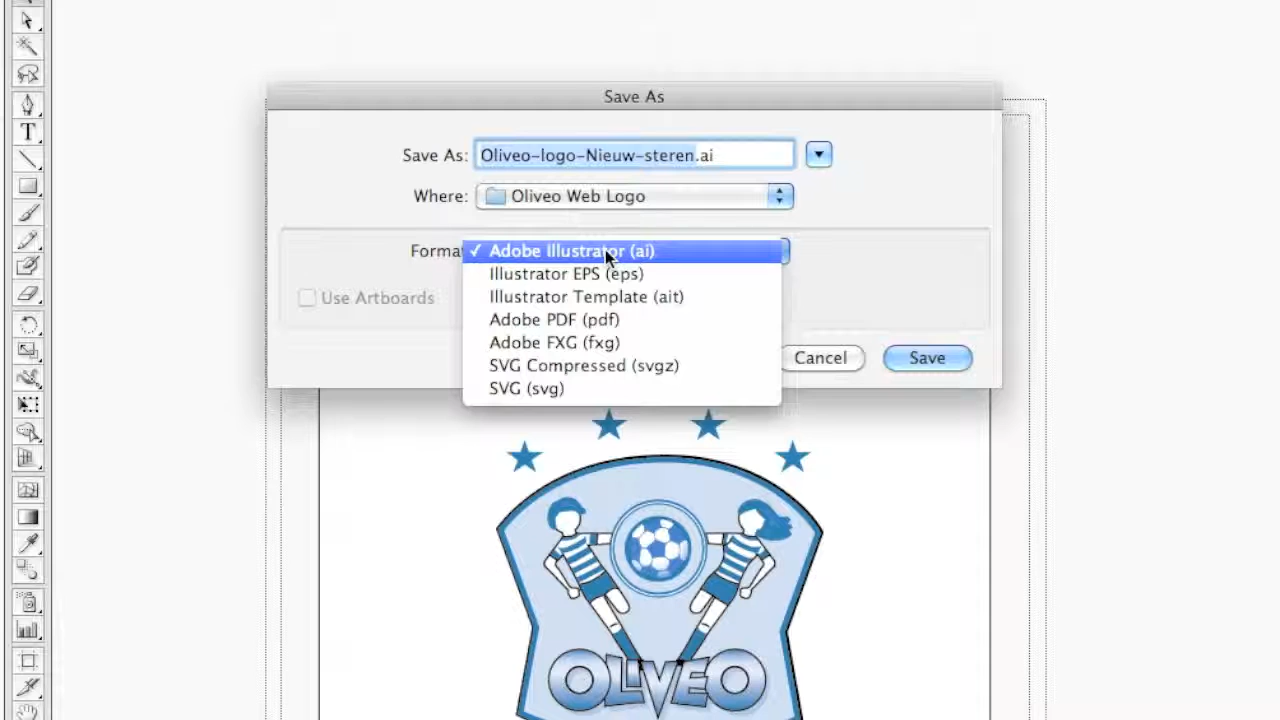 Save As
Save As: Oliveo-logo-Nieuw-steren.ai
Where: Oliveo Web Logo
Format ✓ Adobe Illustrator (ai)
Illustrator EPS (eps)
Illustrator Template (ait)
Use Artboards
Adobe PDF (pdf)
Adobe FXG (fxg)
SVG Compressed (svgz)
SVG (svg)
Cancel
Save
T
OLIVEO